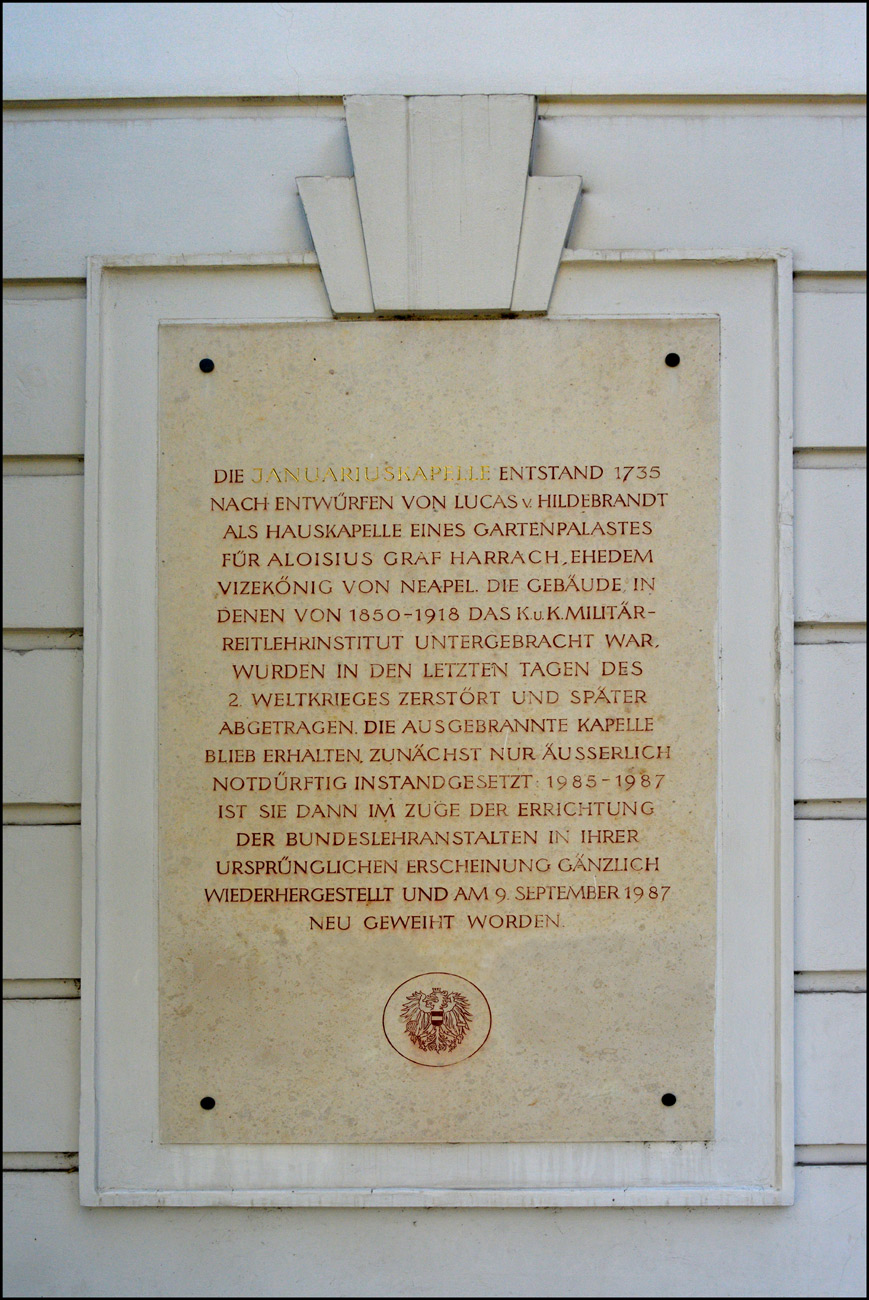 DIE JANUARIUSKAPELLE ENTSTAND 1735
NACH ENTWÜRFEN VON LUCAS v. HILDEBRANDT
ALS HAUSKAPELLE EINES GARTENPALASTES
FÜR ALOISIUS GRAF HARRACH, EHEDEM
VIZEKÖNIG VON NEAPEL. DIE GEBÄUDE, IN
DENEN VON 1850-1918 DAS K.u.K. MILITÄR-
REITLEHRINSTITUT UNTERGEBRACHT WAR,
WURDEN IN DEN LETZTEN TAGEN DES
2. WELTKRIEGES ZERSTÖRT UND SPÄTER
ABGETRAGEN. DIE AUSGEBRANNTE KAPELLE
BLIEB ERHALTEN, ZUNÄCHST NUR ÄUSSERLICH
NOTDÜRFTIG INSTANDGESETZT: 1985-1987
IST SIE DANN IM ZUGE DER ERRICHTUNG
DER BUNDESLEHRANSTALTEN IN IHRER
URSPRÜNGLICHEN ERSCHEINUNG GÄNZLICH
WIEDERHERGESTELLT UND AM 9. SEPTEMBER 1987
NEU GEWEIHT WORDEN.